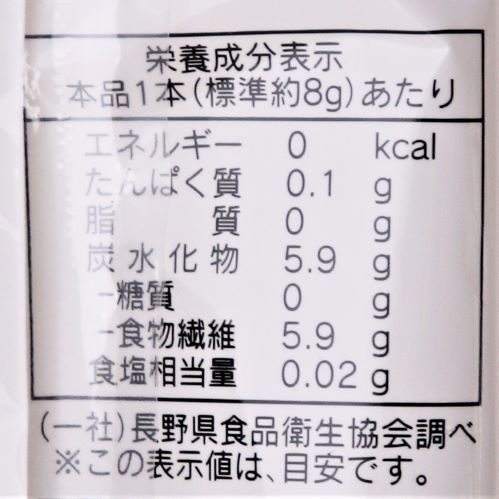 栄養成分表示
本品1本(標準約8g)あたり
エネルギー 0 kcal
たんぱく質 0.1 g
脂質 0 g
炭水化物 5.9 g
-糖質 0 g
-食物繊維 5.9 g
食塩相当量 0.02 g
(一社)長野県食品衛生協会調べ
※この表示値は、目安です。